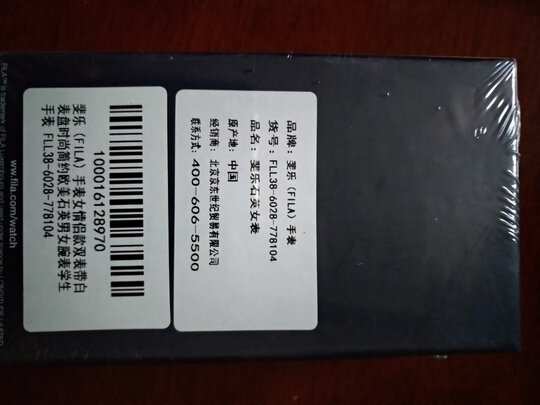 品牌：斐乐（FILA）手表
货号：FLL38-6028-778104
品名：斐乐石英女表
原产地：中国
经销商：北京京东世纪贸易有限公司
联系方式：400-606-5500
100016128970
斐乐（FILA）手表女情侣款双表带白
表盘时尚简约欧美石英男女腕表学生
手表 FLL38-6028-778104
www.fila.com/watch